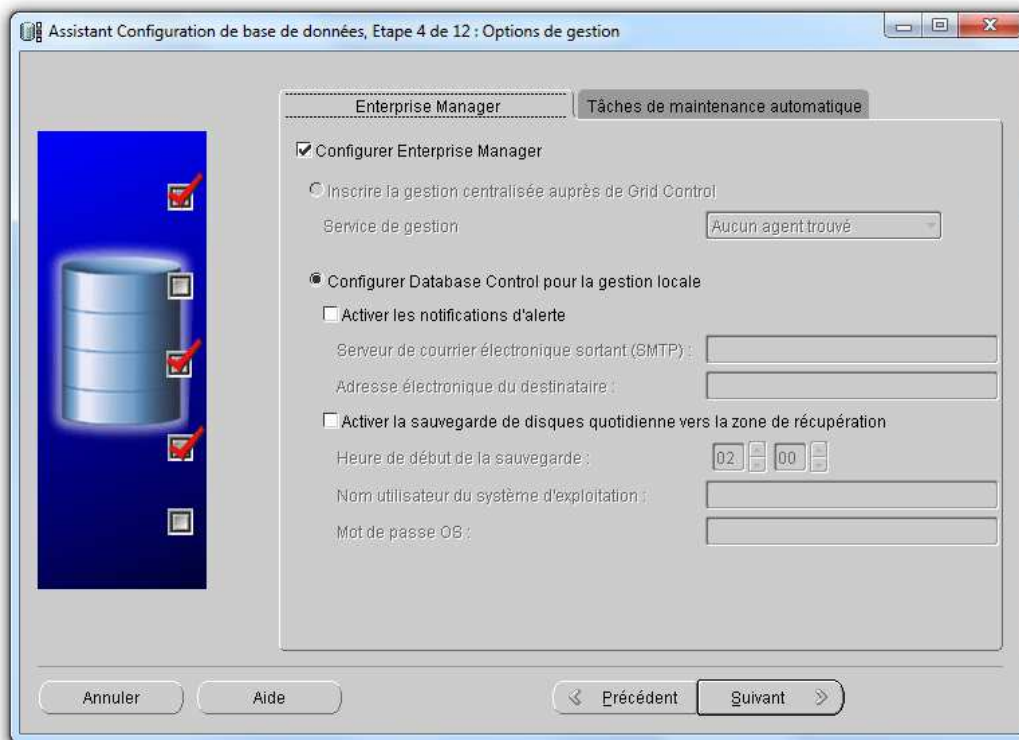 Assistant Configuration de base de données, Etape 4 de 12 : Options de gestion
Enterprise Manager
Tâches de maintenance automatique
Configurer Enterprise Manager
Inscrire la gestion centralisée auprès de Grid Control
Service de gestion
Aucun agent trouvé
Configurer Database Control pour la gestion locale
Activer les notifications d'alerte
Serveur de courrier électronique sortant (SMTP) :
Adresse électronique du destinataire :
Activer la sauvegarde de disques quotidienne vers la zone de récupération
Heure de début de la sauvegarde :
02 00
Nom utilisateur du système d'exploitation :
Mot de passe OS :
Annuler
Aide
Précédent
Suivant